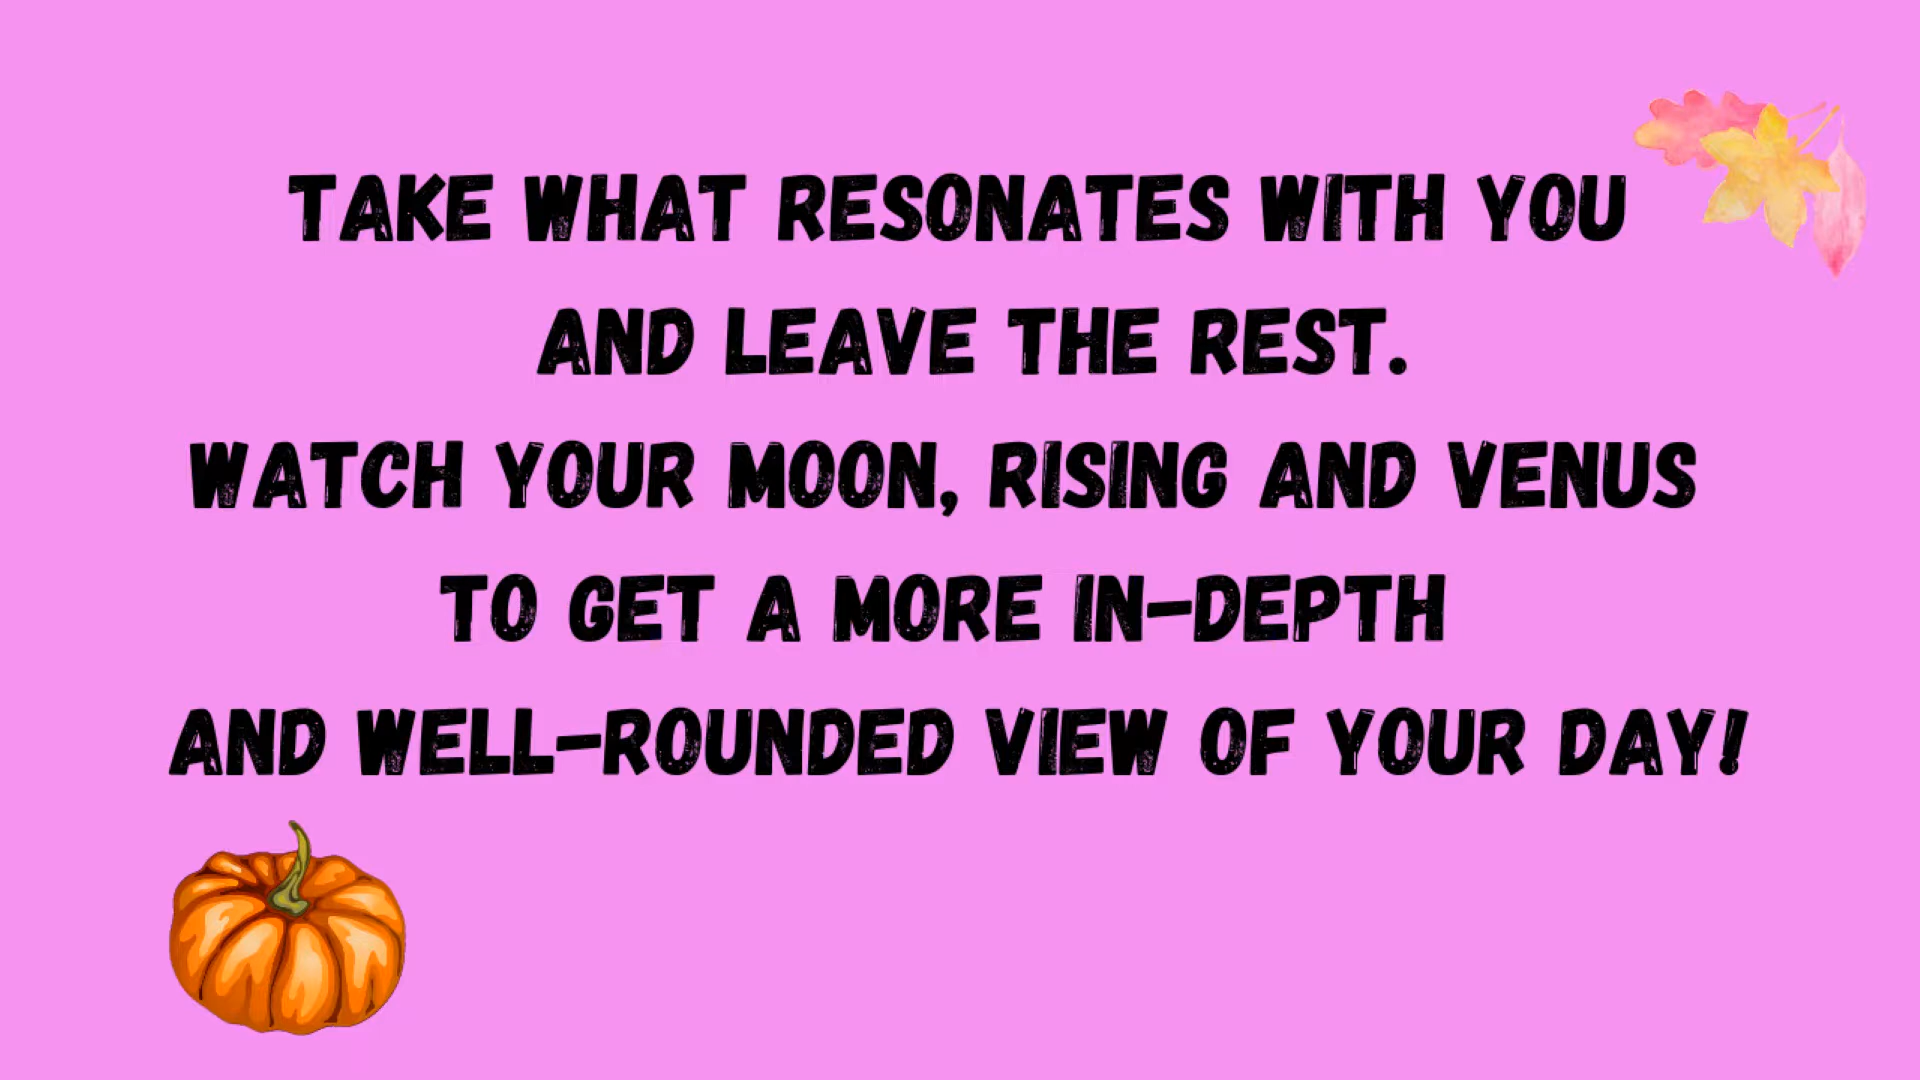 TAKE WHAT RESONATES WITH YOU
AND LEAVE THE REST.
WATCH YOUR MOON, RISING AND VENUS
TO GET A MORE IN-DEPTH
AND WELL-ROUNDED VIEW OF YOUR DAY!